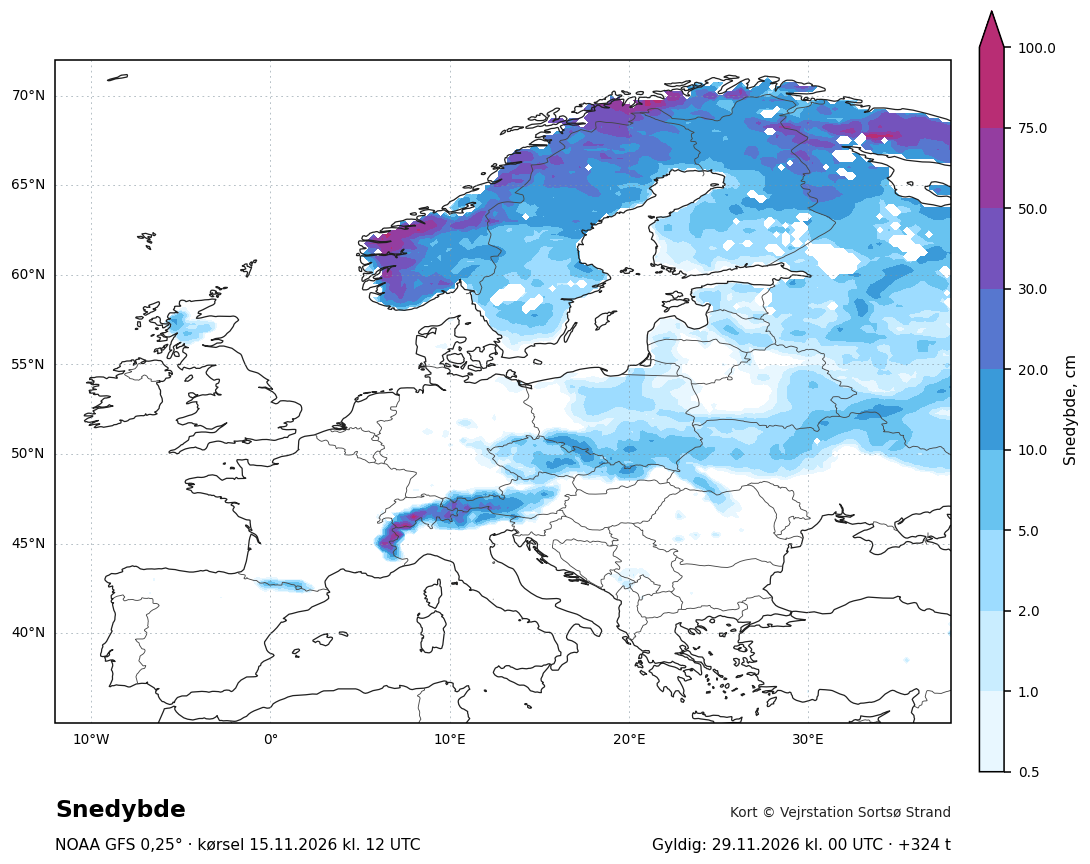 70°N
65°N
60°N
55°N
50°N
45°N
40°N
10°W 0° 10°E 20°E 30°E
100.0
75.0
50.0
30.0
20.0
10.0
5.0
2.0
1.0
0.5
Snedybde, cm
Snedybde
Kort © Vejrstation Sortsø Strand
NOAA GFS 0,25° · kørsel 15.11.2026 kl. 12 UTC
Gyldig: 29.11.2026 kl. 00 UTC · +324 t